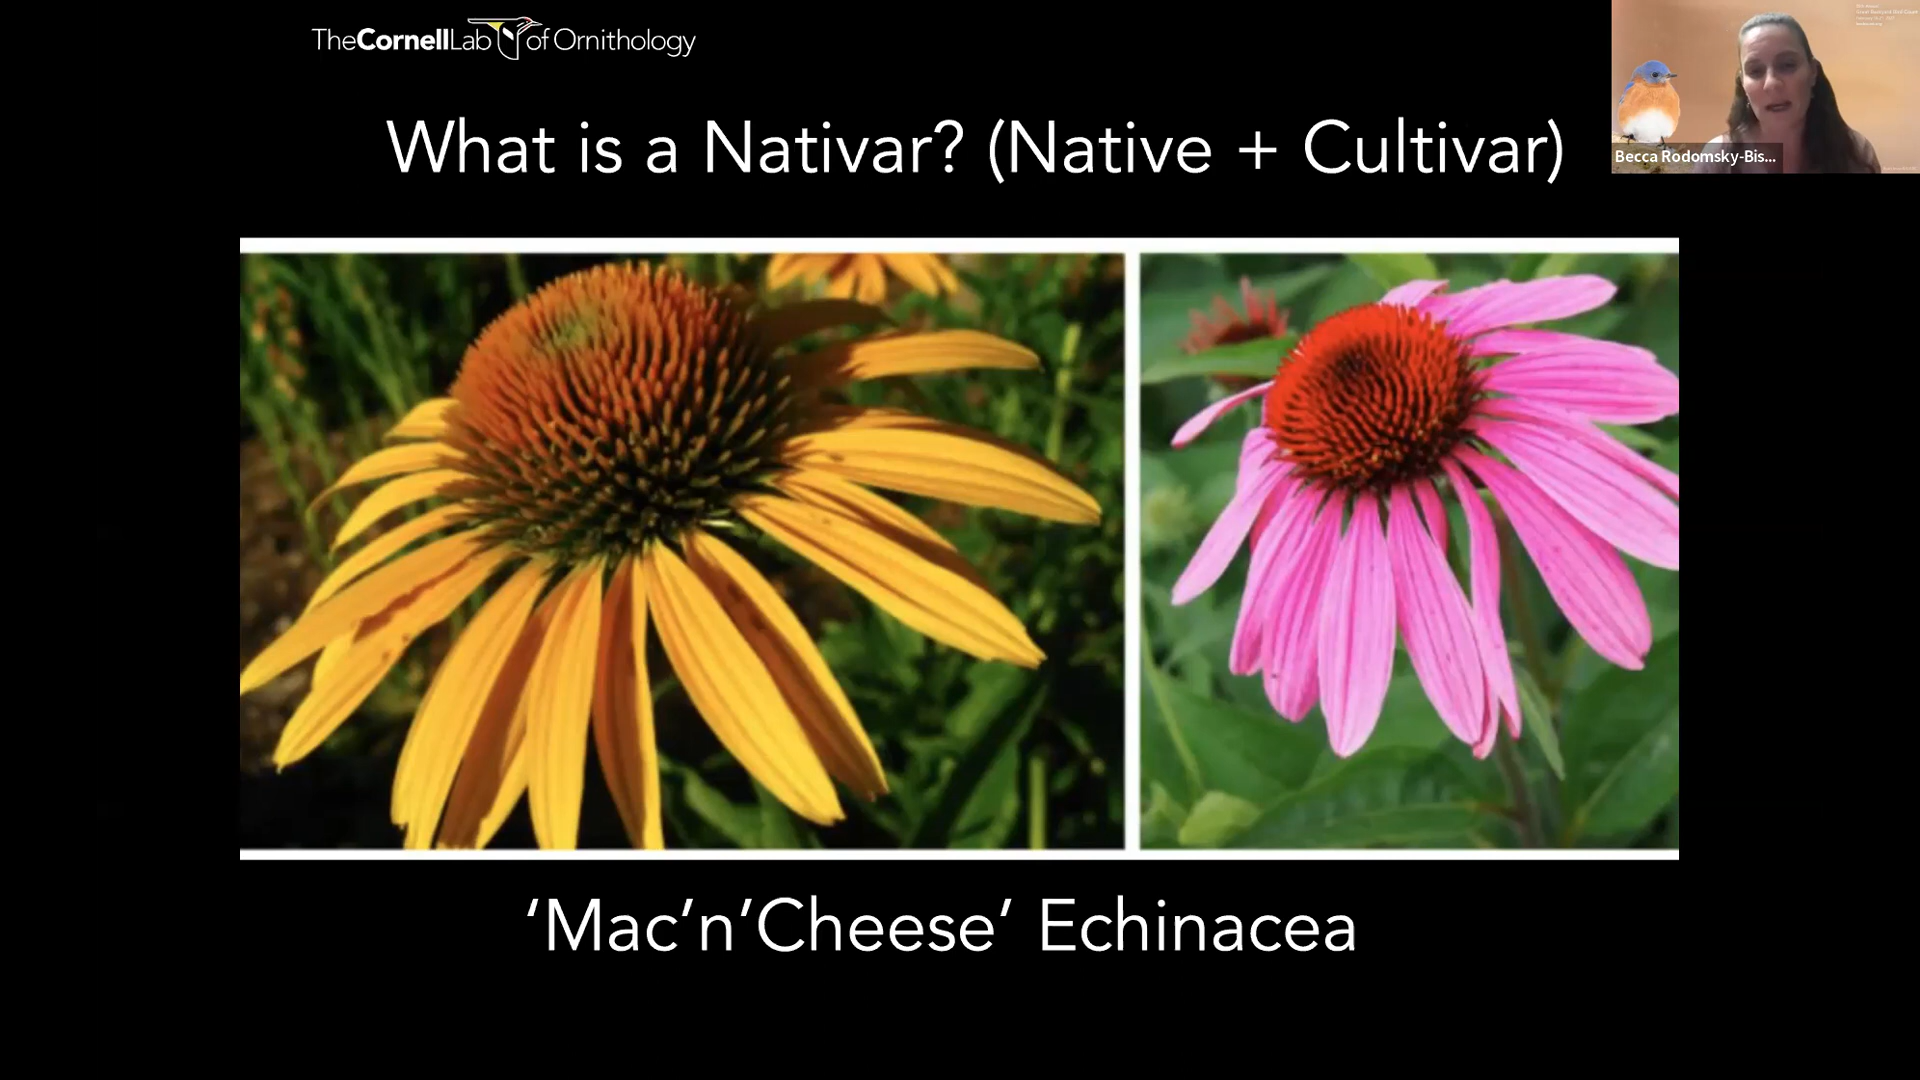 TheCornellLab of Ornithology
What is a Nativar? (Native + Cultivar)
Becca Rodomsky-Bis...
‘Mac’n’Cheese’ Echinacea